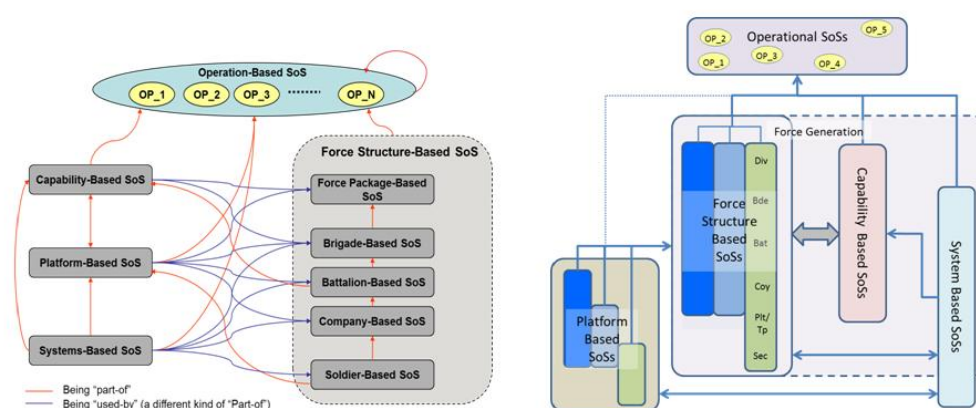 Operation-Based SoS
OP_1
OP_2
OP_3
........
OP_N
Force Structure-Based SoS
Capability-Based SoS
Force Package-Based
SoS
Brigade-Based SoS
Platform-Based SoS
Battalion-Based SoS
Company-Based SoS
Systems-Based SoS
Soldier-Based SoS
Being "part-of"
Being "used-by" (a different kind of "Part-of")
Operational SoSs
OP_5
OP_2
OP_3
OP_1
OP_4
Force Generation
Div
Bde
Bat
Coy
Plt/
Tp
Sec
Force
Structure
Based
SoSs
Capability Based SoSs
System Based SoSs
Platform
Based
SoSs